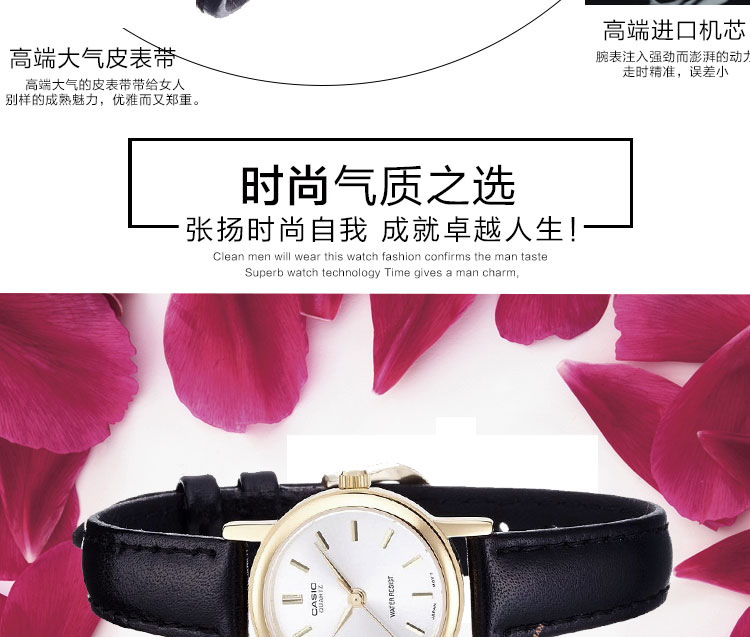 高端大气皮表带
高端大气的皮表带带给女人
别样的成熟魅力，优雅而又郑重。
高端进口机芯
腕表注入强劲而澎湃的动力
走时精准，误差小
时尚气质之选
张扬时尚自我 成就卓越人生!
Clean men will wear this watch fashion confirms the man taste
Superb watch technology Time gives a man charm,
CASIO
QUARTZ
WATER RESIST